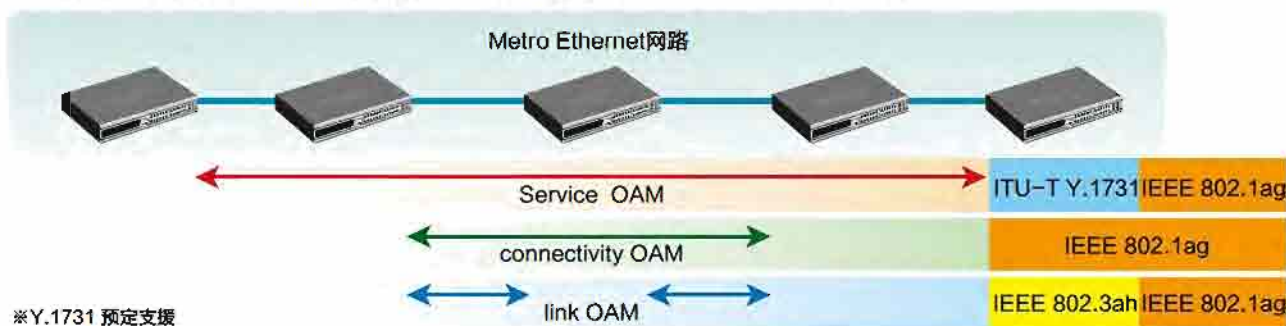 Metro Ethernet网路
Service OAM
ITU-T Y.1731 IEEE 802.1ag
connectivity OAM
IEEE 802.1ag
link OAM
IEEE 802.3ah IEEE 802.1ag
※Y.1731 预定支援